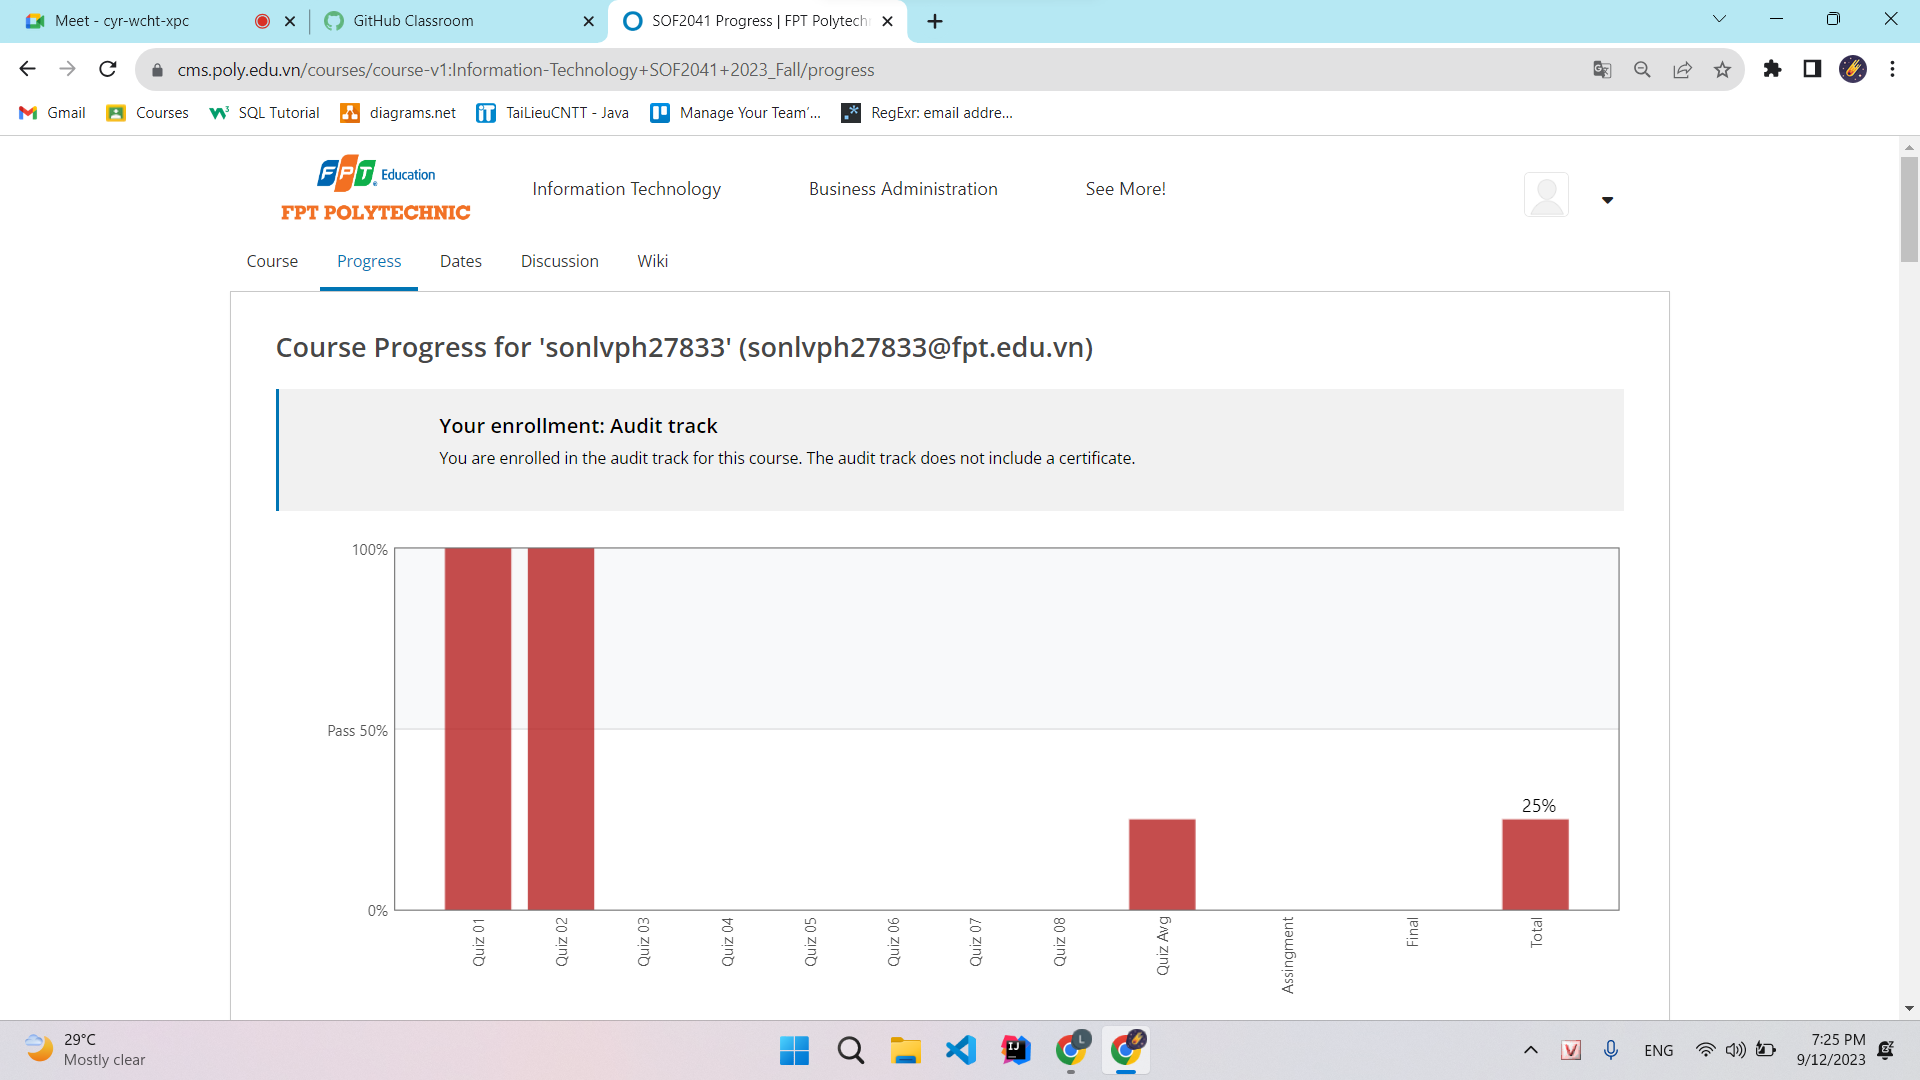 Meet - cyr-wcht-xpc
GitHub Classroom
SOF2041 Progress | FPT Polytechn
cms.poly.edu.vn/courses/course-v1:Information-Technology+SOF2041+2023_Fall/progress
Gmail
Courses
SQL Tutorial
diagrams.net
TaiLieuCNTT - Java
Manage Your Team'...
RegExr: email addre...
FPT Education
FPT POLYTECHNIC
Information Technology
Business Administration
See More!
Course
Progress
Dates
Discussion
Wiki
Course Progress for 'sonlvph27833' (sonlvph27833@fpt.edu.vn)
Your enrollment: Audit track
You are enrolled in the audit track for this course. The audit track does not include a certificate.
100%
Pass 50%
0%
25%
Quiz 01
Quiz 02
Quiz 03
Quiz 04
Quiz 05
Quiz 06
Quiz 07
Quiz 08
Quiz Avg
Assingment
Final
Total
29°C
Mostly clear
L
ENG
7:25 PM
9/12/2023